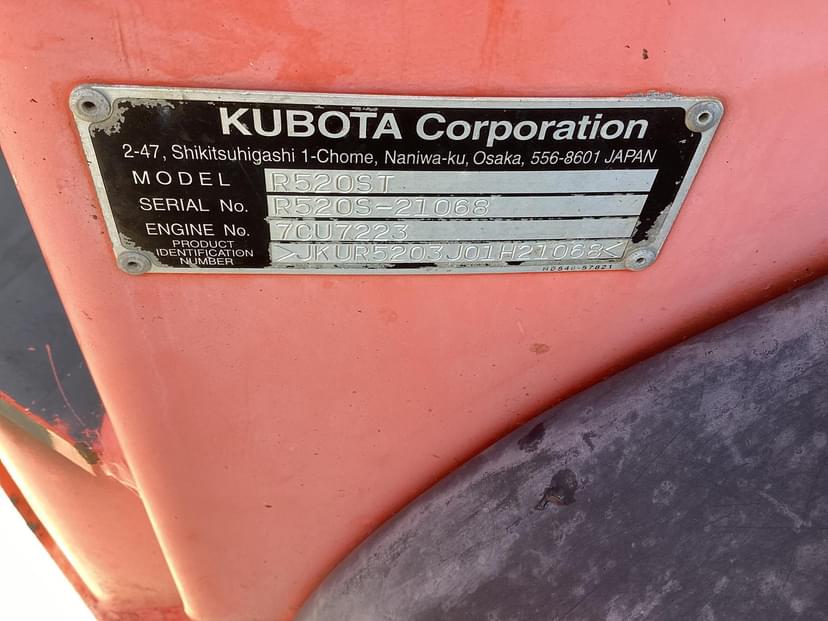 KUBOTA Corporation
2-47, Shikitsuhigashi 1-Chome, Naniwa-ku, Osaka, 556-8601 JAPAN
MODEL R520ST
SERIAL No. R520S-21068
ENGINE No. 7CU7223
PRODUCT IDENTIFICATION NUMBER >JKUR5203J01H21068<